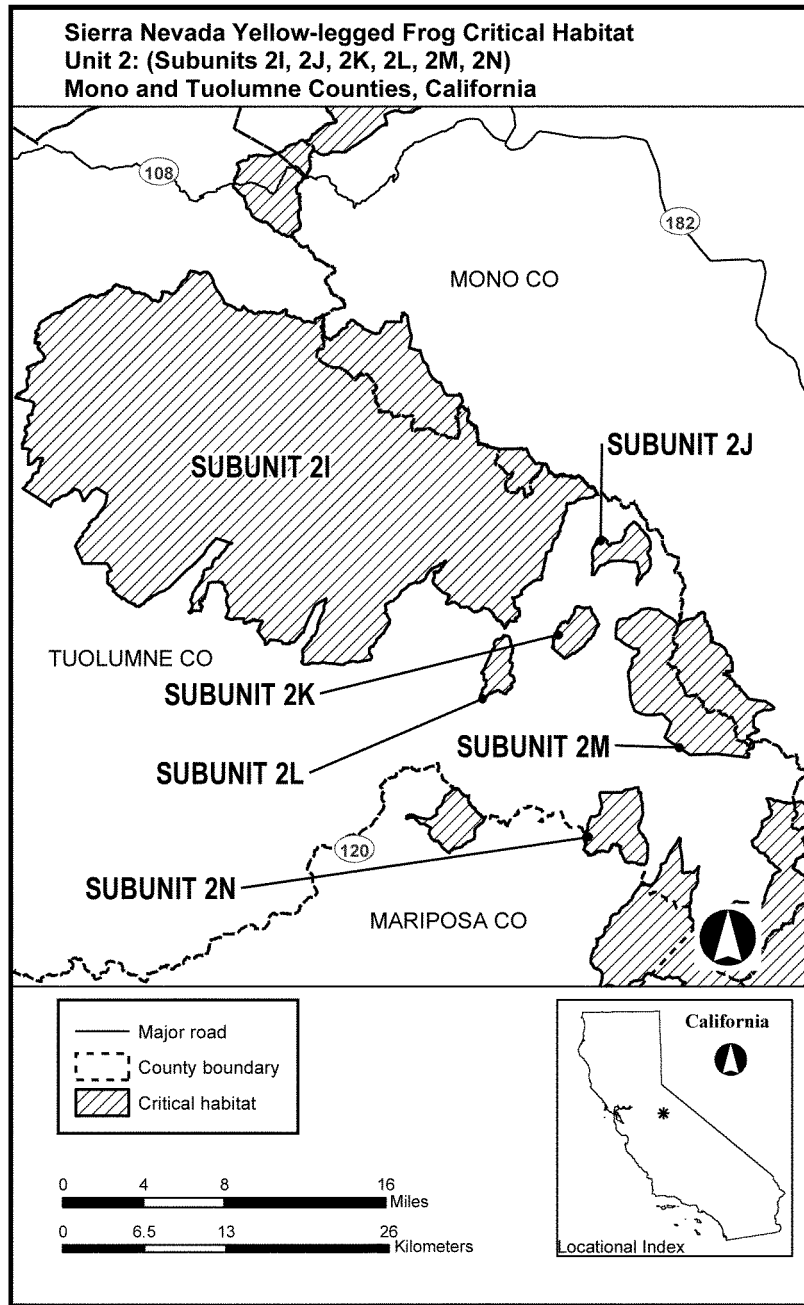 Sierra Nevada Yellow-legged Frog Critical Habitat
Unit 2: (Subunits 2I, 2J, 2K, 2L, 2M, 2N)
Mono and Tuolumne Counties, California
108
182
MONO CO
SUBUNIT 2J
SUBUNIT 2I
TUOLUMNE CO
SUBUNIT 2K
SUBUNIT 2M
SUBUNIT 2L
120
SUBUNIT 2N
MARIPOSA CO
Major road
County boundary
Critical habitat
0 4 8 16
Miles
0 6.5 13 26
Kilometers
California
Locational Index